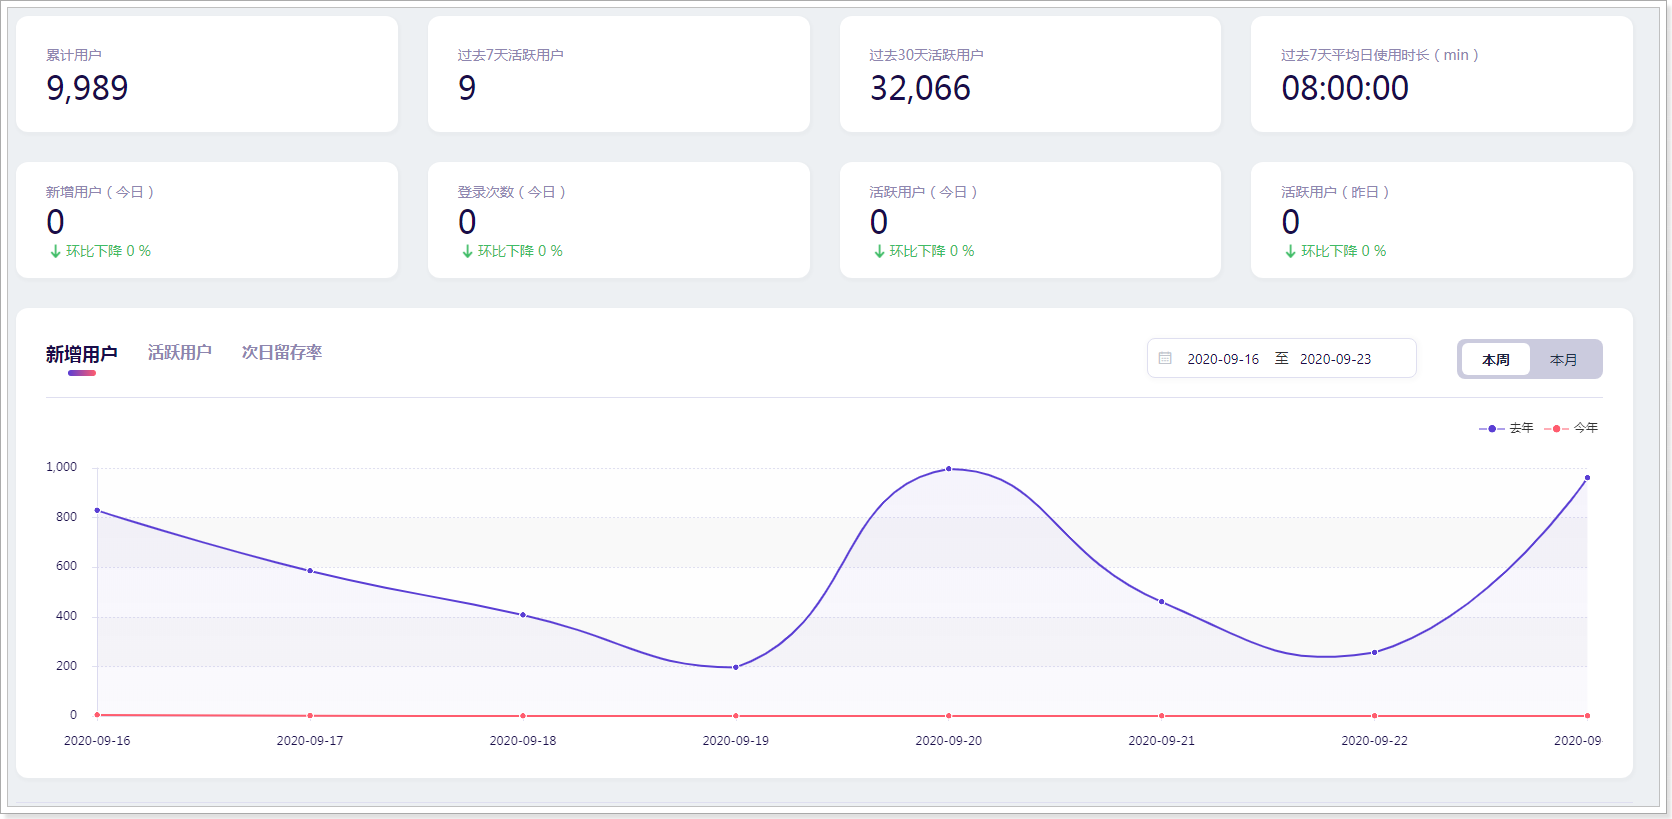 累计用户
9,989
过去7天活跃用户
9
过去30天活跃用户
32,066
过去7天平均日使用时长（min）
08:00:00
新增用户（今日）
0
环比下降 0 %
登录次数（今日）
0
环比下降 0 %
活跃用户（今日）
0
环比下降 0 %
活跃用户（昨日）
0
环比下降 0 %
新增用户 活跃用户 次日留存率
2020-09-16 至 2020-09-23
本周 本月
去年 今年
1,000
800
600
400
200
0
2020-09-16 2020-09-17 2020-09-18 2020-09-19 2020-09-20 2020-09-21 2020-09-22 2020-09-